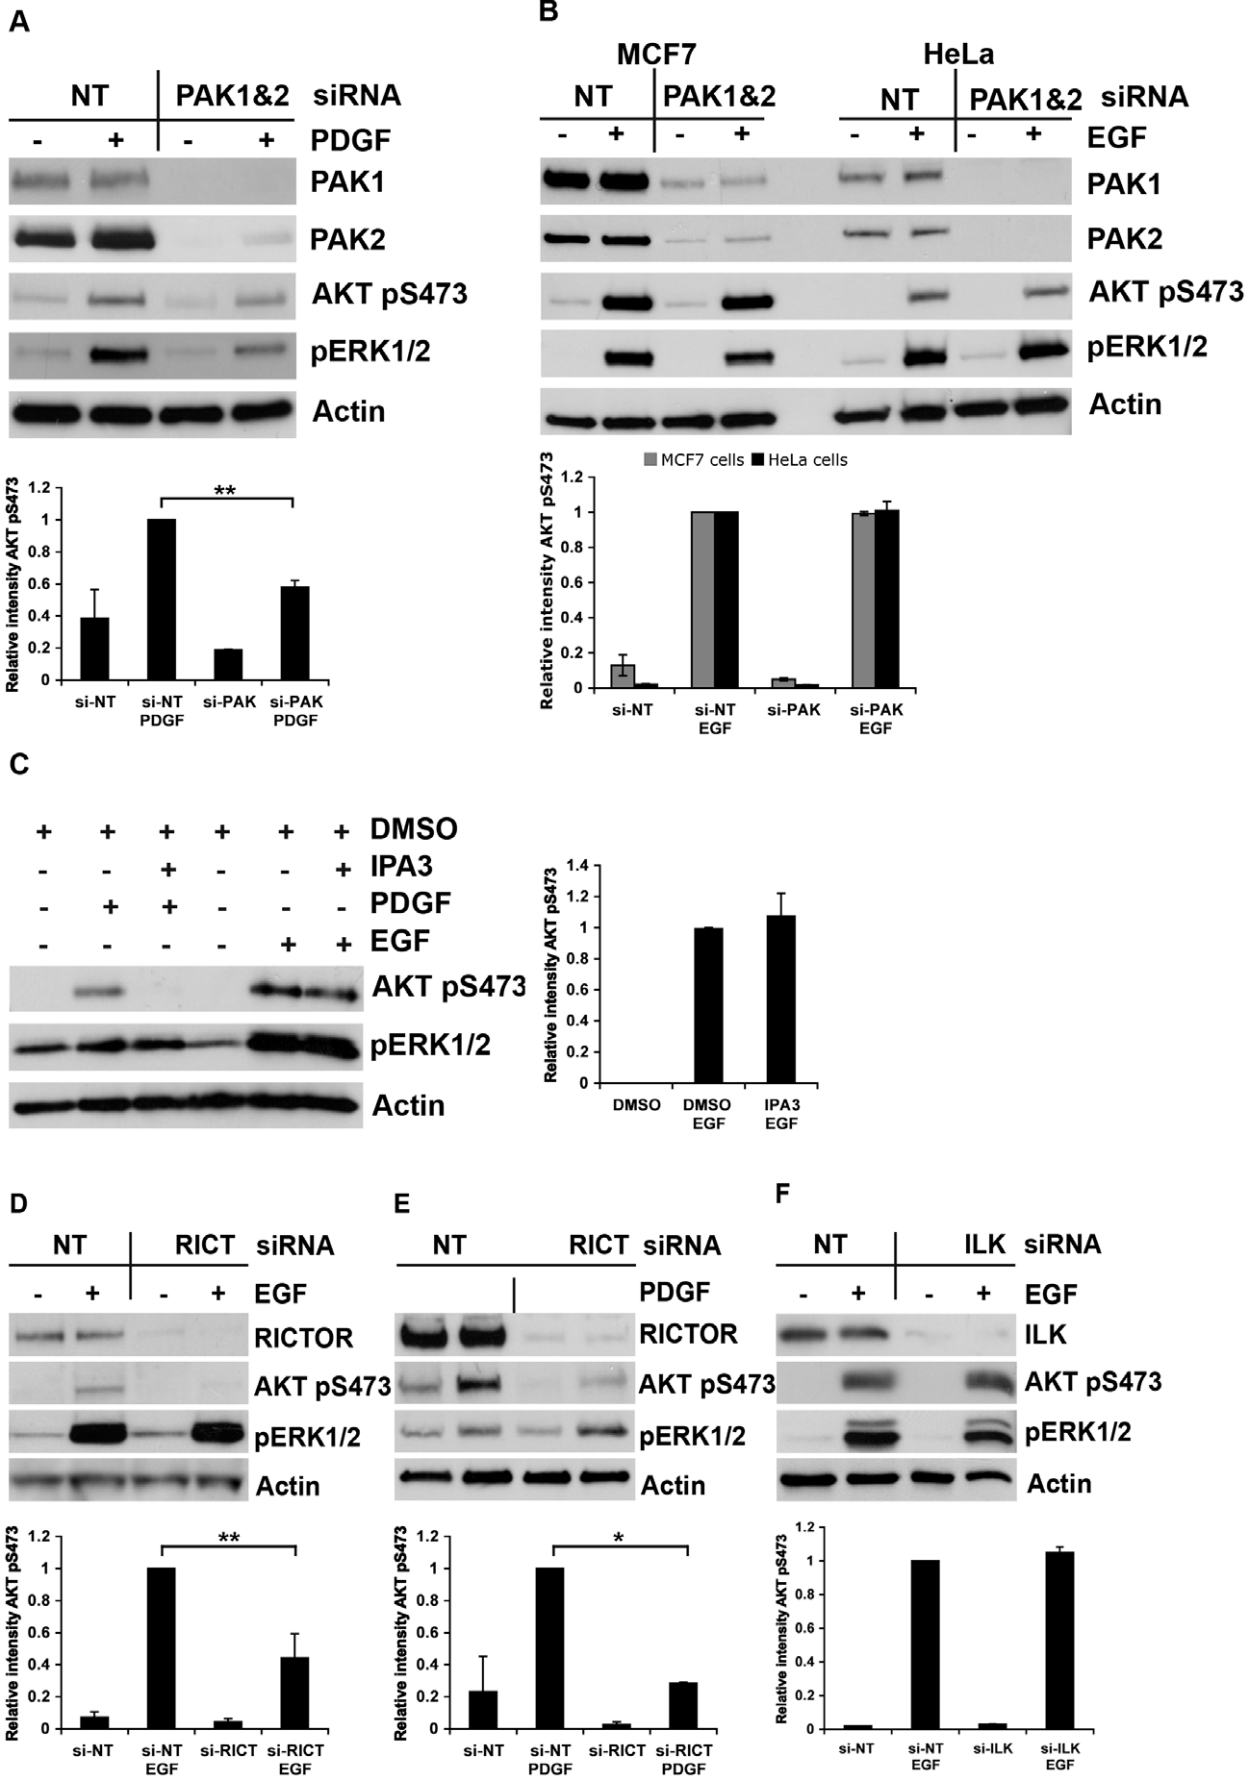 A
NT PAK1&2 siRNA
- + - + PDGF
PAK1
PAK2
AKT pS473
pERK1/2
Actin
Relative intensity AKT pS473
1.2
1
0.8
0.6
0.4
0.2
0
**
si-NT si-NT PDGF si-PAK si-PAK PDGF
B
MCF7 HeLa
NT PAK1&2 NT PAK1&2 siRNA
- + - + - + - + EGF
PAK1
PAK2
AKT pS473
pERK1/2
Actin
MCF7 cells HeLa cells
Relative intensity AKT pS473
1.2
1
0.8
0.6
0.4
0.2
0
si-NT si-NT EGF si-PAK si-PAK EGF
C
+ + + + + + DMSO
- - + - - + IPA3
- + + - - - PDGF
- - - - + + EGF
AKT pS473
pERK1/2
Actin
Relative intensity AKT pS473
1.4
1.2
1
0.8
0.6
0.4
0.2
0
DMSO DMSO EGF IPA3 EGF
D
NT RICT siRNA
- + - + EGF
RICTOR
AKT pS473
pERK1/2
Actin
Relative intensity AKT pS473
1.2
1
0.8
0.6
0.4
0.2
0
**
si-NT si-NT EGF si-RICT si-RICT EGF
E
NT RICT siRNA
PDGF
RICTOR
AKT pS473
pERK1/2
Actin
Relative intensity AKT pS473
1.2
1
0.8
0.6
0.4
0.2
0
*
si-NT si-NT PDGF si-RICT si-RICT PDGF
F
NT ILK siRNA
- + - + EGF
ILK
AKT pS473
pERK1/2
Actin
Relative intensity AKT pS473
1.2
1
0.8
0.6
0.4
0.2
0
si-NT si-NT EGF si-ILK si-ILK EGF